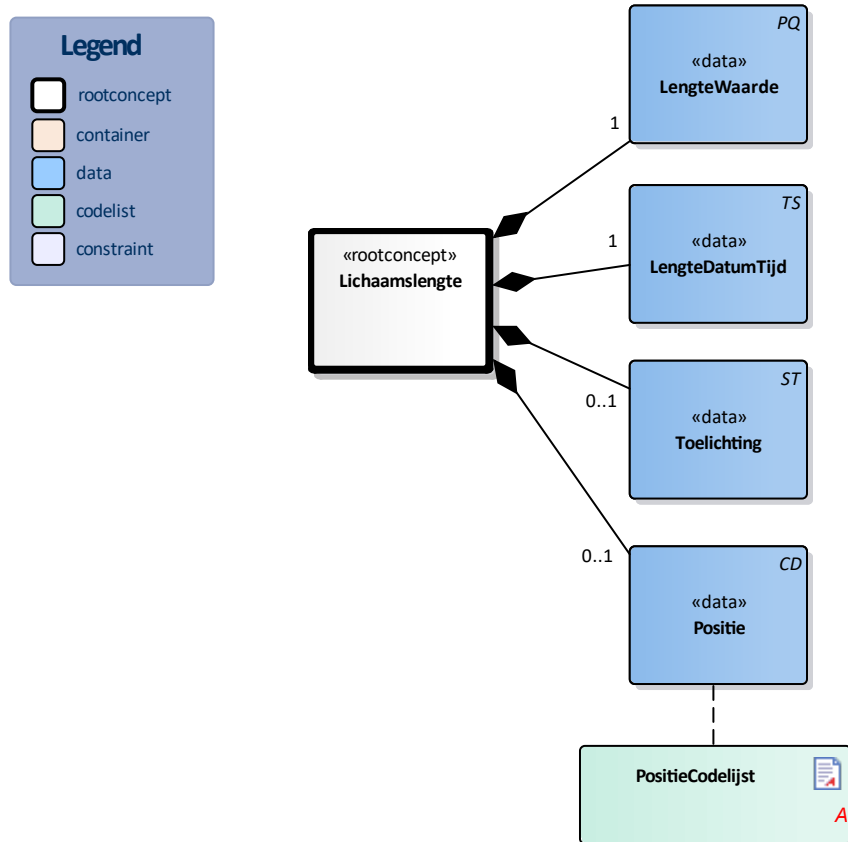 Legend
rootconcept
container
data
codelist
constraint
PQ
«data»
LengteWaarde
1
TS
«data»
LengteDatumTijd
1
«rootconcept»
Lichaamslengte
ST
«data»
Toelichting
0..1
CD
«data»
Positie
0..1
PositieCodelijst
A